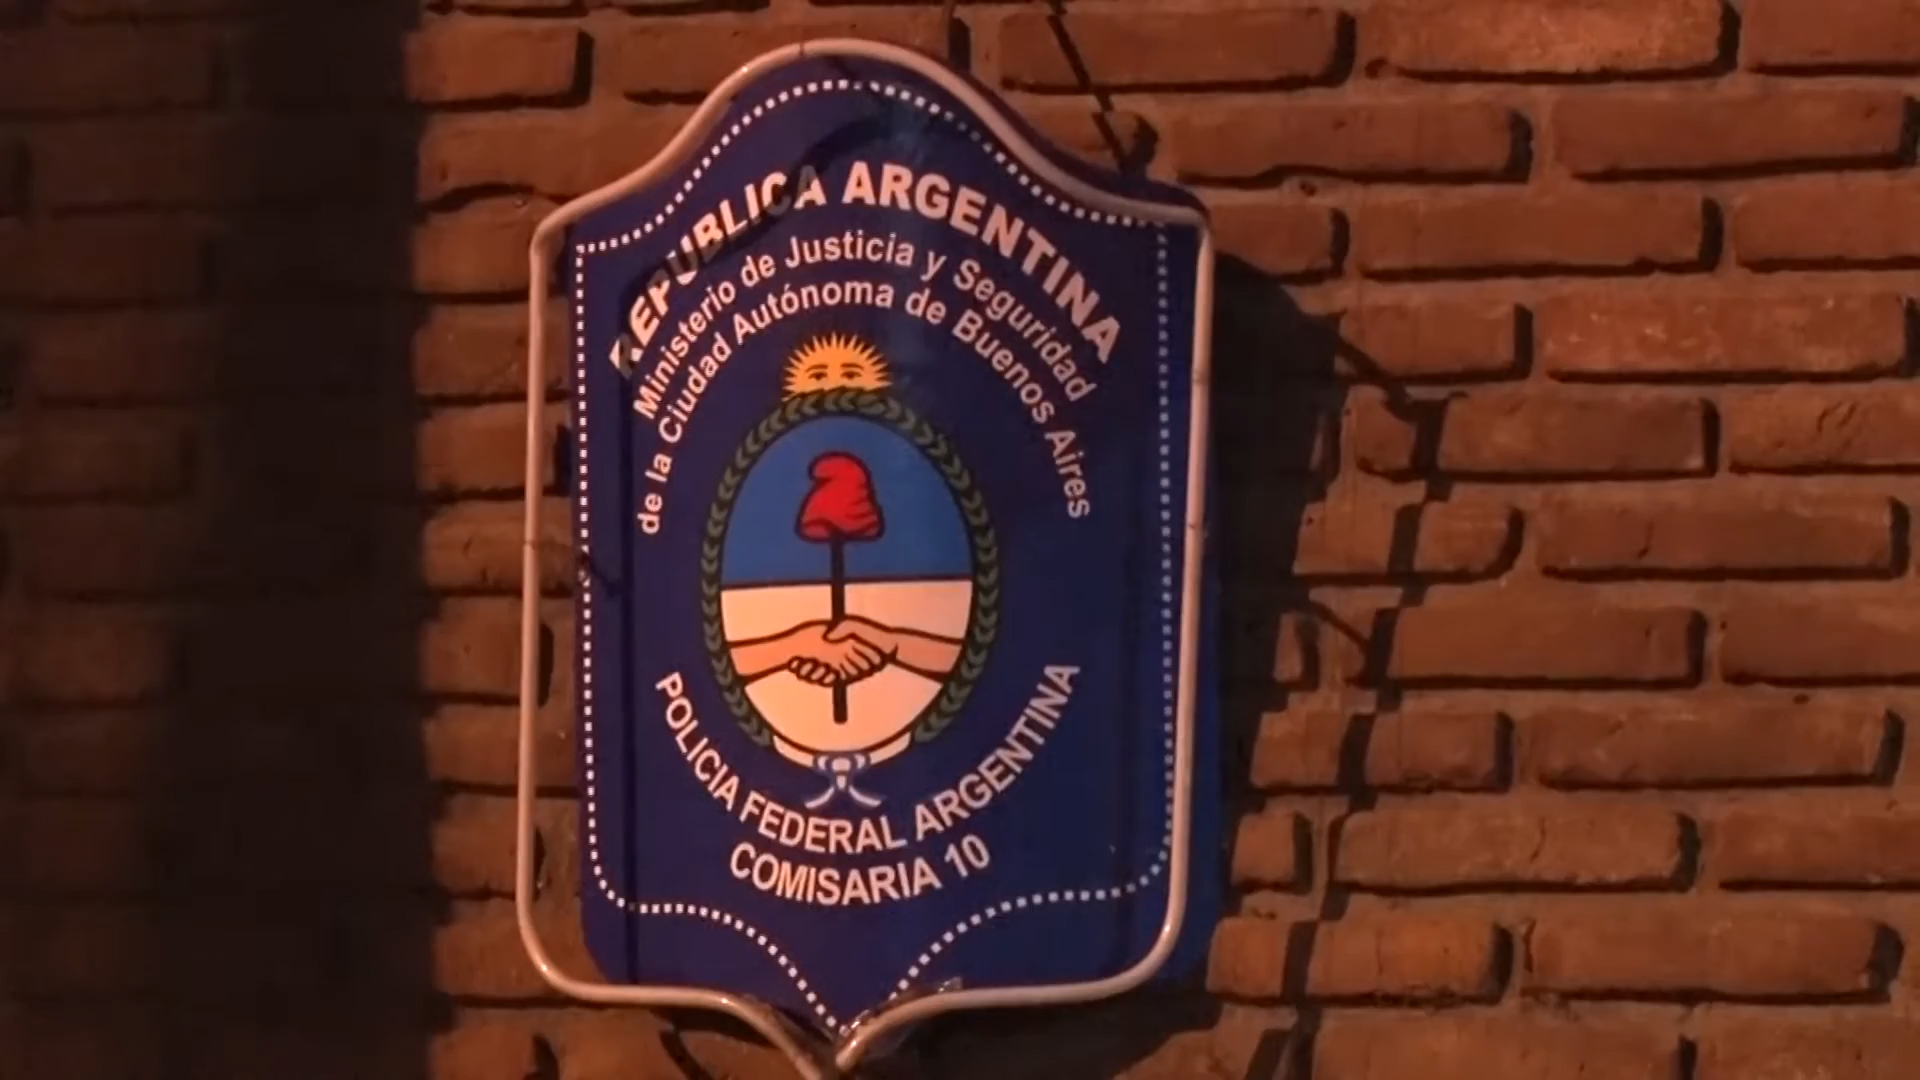 REPUBLICA ARGENTINA
Ministerio de Justicia y Seguridad
de la Ciudad Autónoma de Buenos Aires
POLICIA FEDERAL ARGENTINA
COMISARIA 10